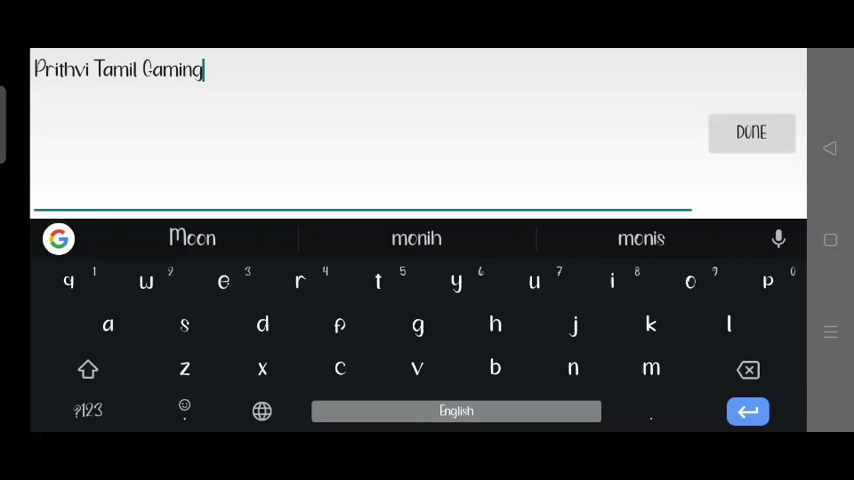 Prithvi Tamil Gaming
DONE
G Moon monih monis
q 1 w 2 e 3 r 4 t 5 y 6 u 7 i 8 o 9 p 0
a s d f g h j k l
z x c v b n m
?123 English .